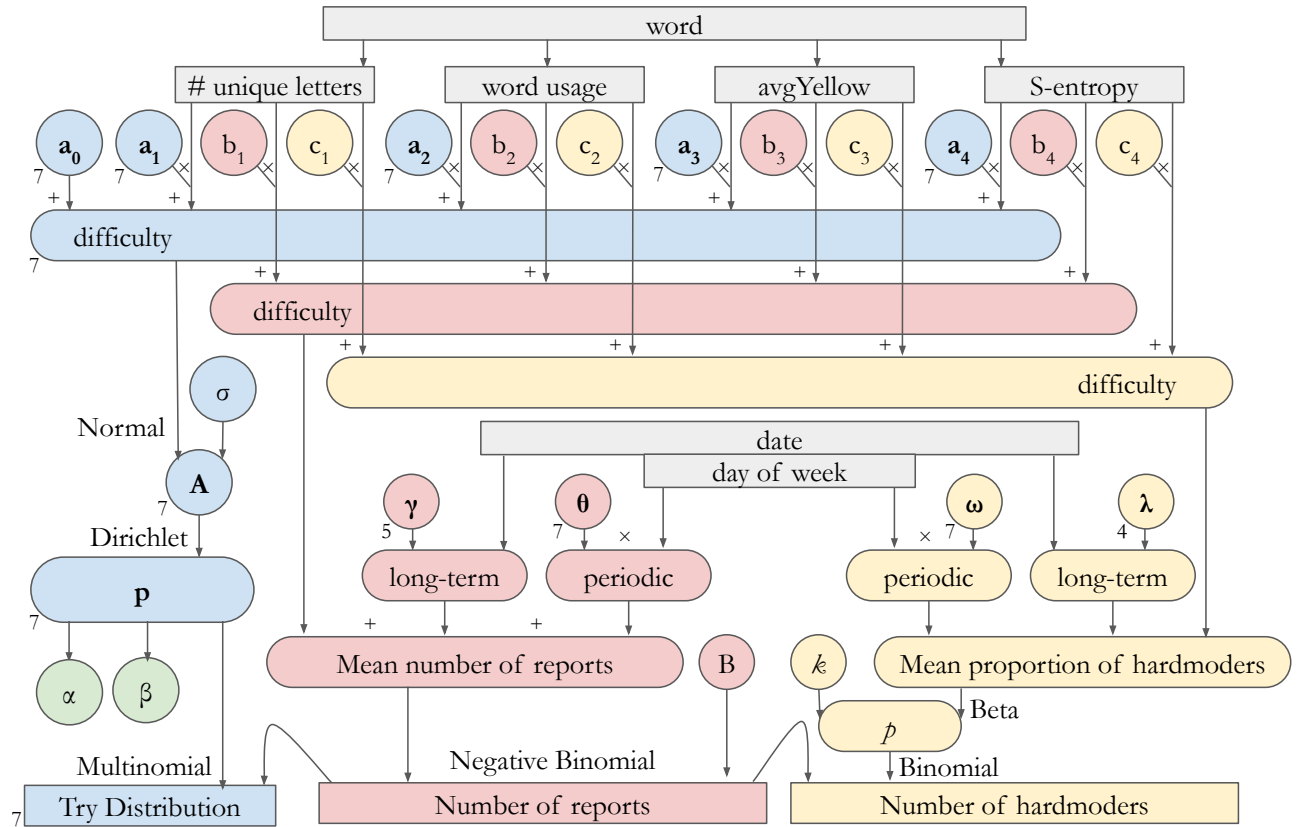 word
# unique letters word usage avgYellow S-entropy
a0 a1 b1 c1 a2 b2 c2 a3 b3 c3 a4 b4 c4
× × × × × × × × × × × ×
7 7 7 7 7
+ + + + +
difficulty
7
+ + + +
difficulty
+ + + +
difficulty
σ
Normal
date
day of week
A
7
γ θ ω λ
5 7 × × 7 4
Dirichlet
long-term periodic periodic long-term
p
7
+ +
Mean number of reports B k Mean proportion of hardmoders
α β
Beta
p
Multinomial Negative Binomial Binomial
Try Distribution Number of reports Number of hardmoders
7